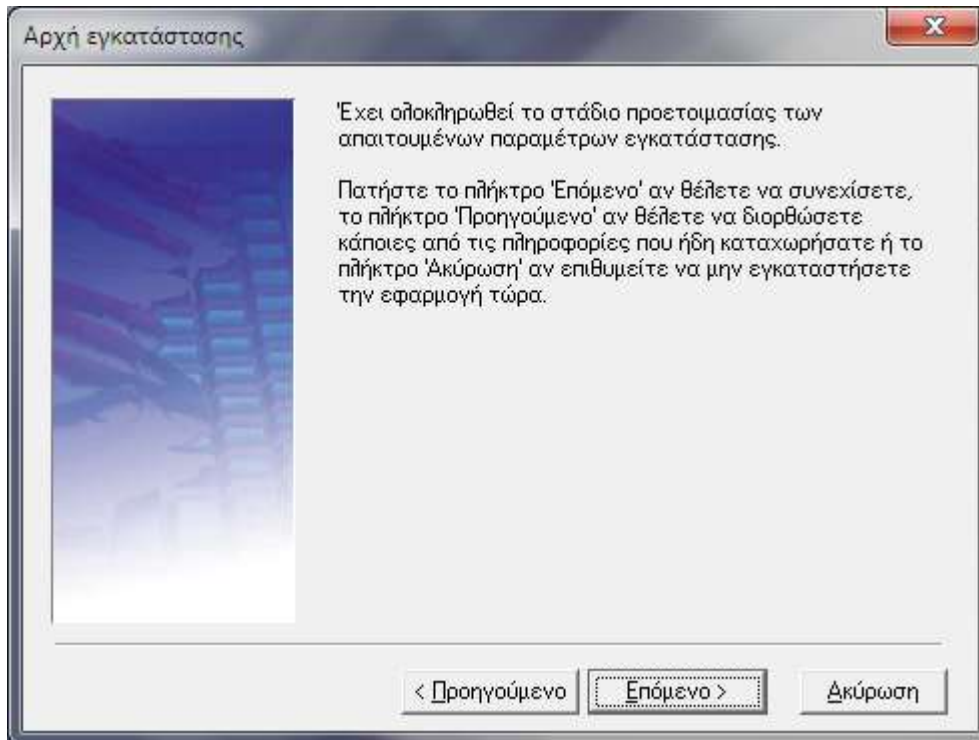 Αρχή εγκατάστασης
Έχει ολοκληρωθεί το στάδιο προετοιμασίας των
απαιτουμένων παραμέτρων εγκατάστασης.
Πατήστε το πλήκτρο 'Επόμενο' αν θέλετε να συνεχίσετε,
το πλήκτρο 'Προηγούμενο' αν θέλετε να διορθώσετε
κάποιες από τις πληροφορίες που ήδη καταχωρήσατε ή το
πλήκτρο 'Ακύρωση' αν επιθυμείτε να μην εγκαταστήσετε
την εφαρμογή τώρα.
< Προηγούμενο Επόμενο > Ακύρωση